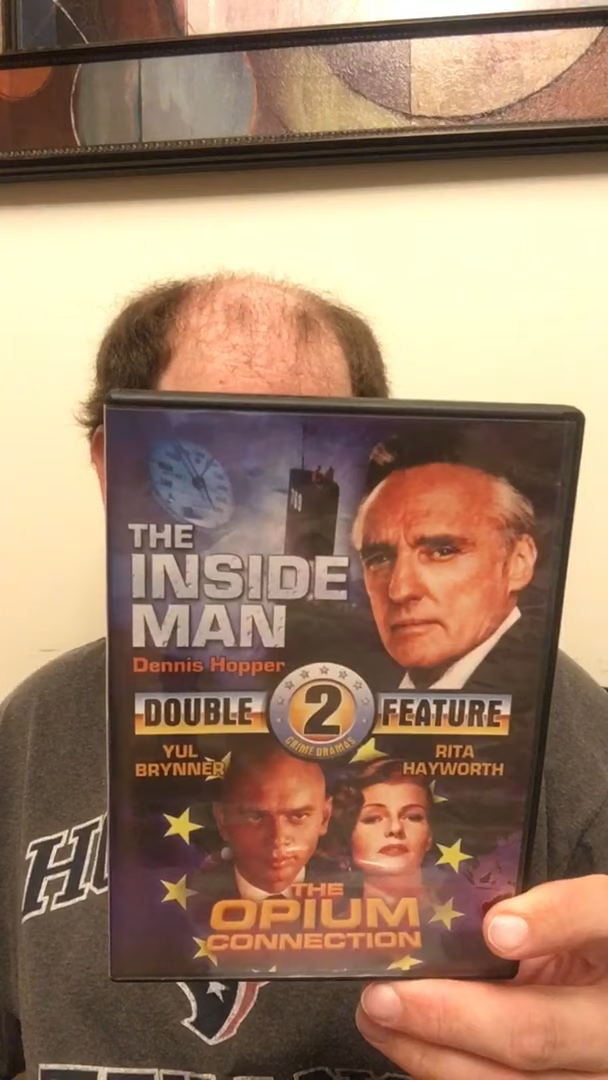 THE
INSIDE
MAN
Dennis Hopper
DOUBLE 2 FEATURE
CRIME DRAMAS
YUL
BRYNNER
RITA
HAYWORTH
THE
OPIUM
CONNECTION